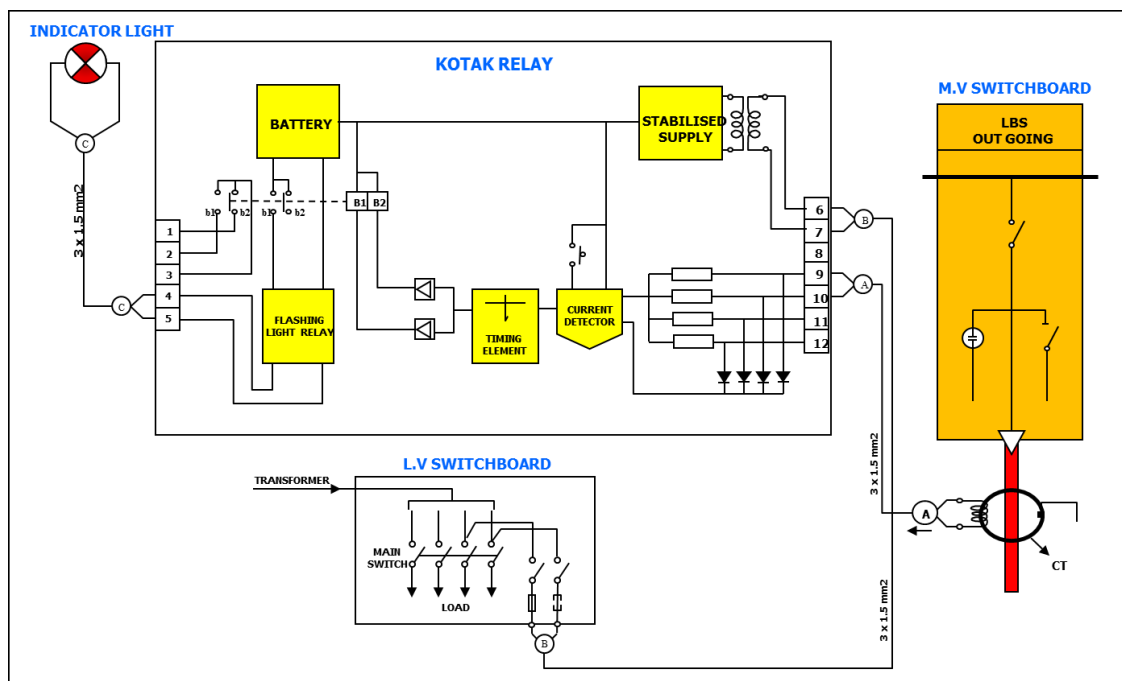 INDICATOR LIGHT
KOTAK RELAY
M.V SWITCHBOARD
BATTERY
STABILISED
SUPPLY
LBS
OUT GOING
C
3 x 1.5 mm2
b1
b2
b1
b2
B1
B2
1
2
3
4
5
C
6
7
8
9
10
11
12
B
A
FLASHING
LIGHT RELAY
TIMING
ELEMENT
CURRENT
DETECTOR
L.V SWITCHBOARD
TRANSFORMER
MAIN
SWITCH
LOAD
B
3 x 1.5 mm2
3 x 1.5 mm2
A
CT